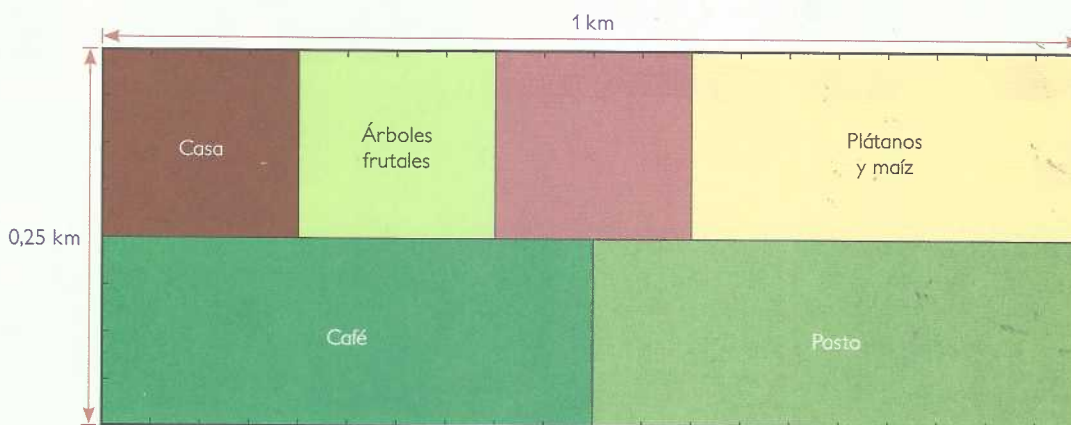 1 km
Casa
Árboles
frutales
Plátanos
y maíz
0,25 km
Café
Pasto